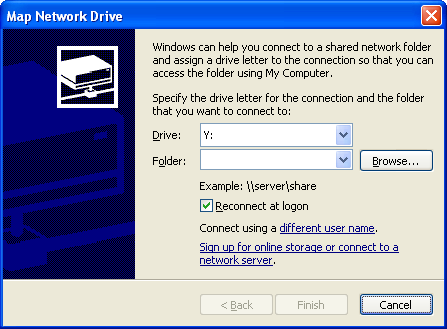 Map Network Drive
Windows can help you connect to a shared network folder
and assign a drive letter to the connection so that you can
access the folder using My Computer.
Specify the drive letter for the connection and the folder
that you want to connect to:
Drive: Y:
Folder: Browse...
Example: \\server\share
Reconnect at logon
Connect using a different user name.
Sign up for online storage or connect to a
network server.
< Back Finish Cancel